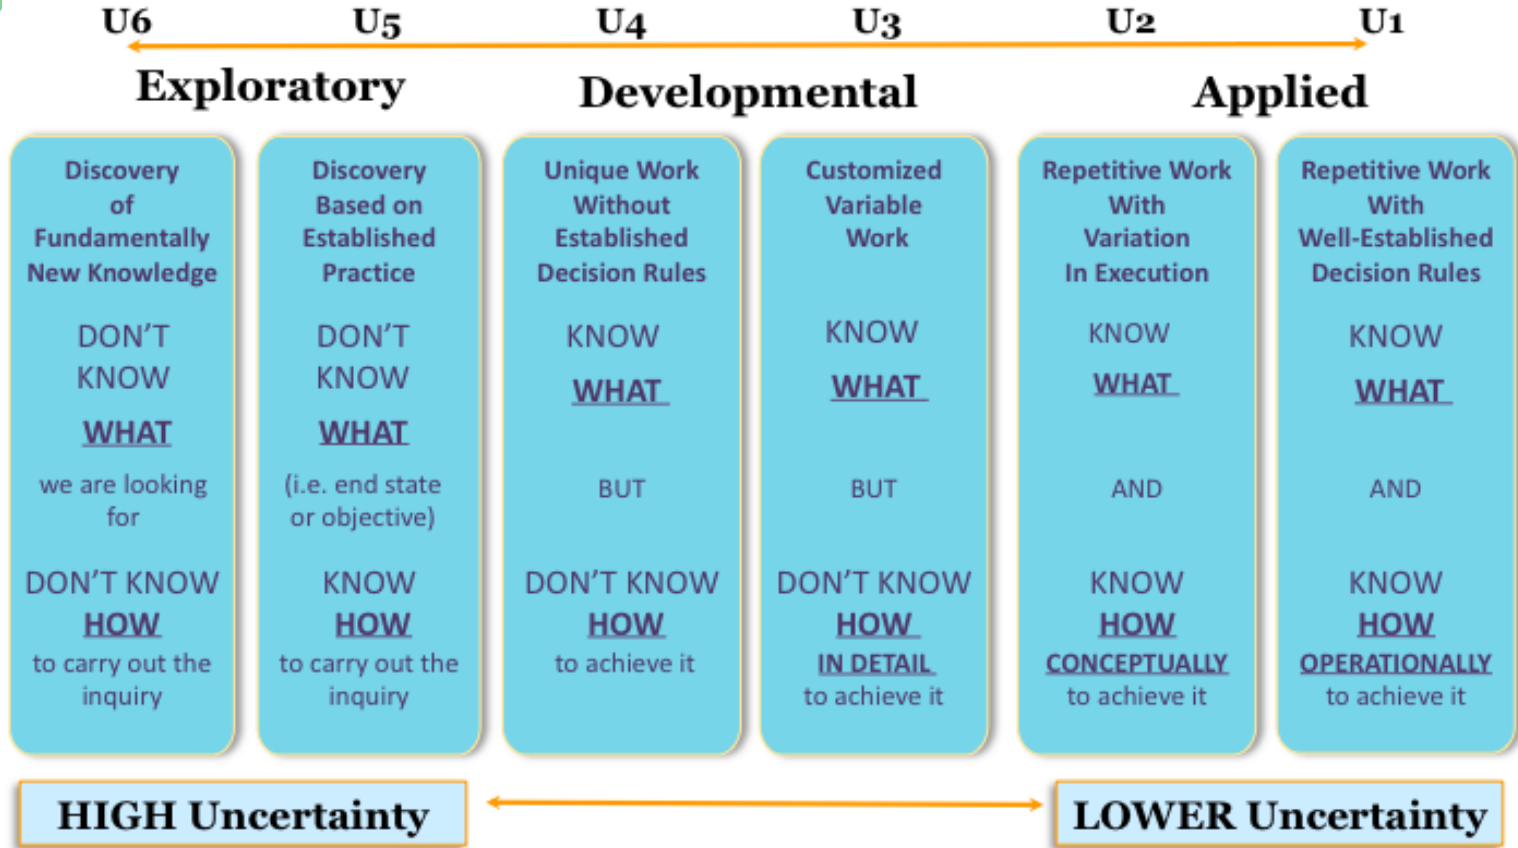 U6 U5 U4 U3 U2 U1
Exploratory Developmental Applied
Discovery
of
Fundamentally
New Knowledge
DON'T
KNOW
WHAT
we are looking
for
DON'T KNOW
HOW
to carry out the
inquiry
Discovery
Based on
Established
Practice
DON'T
KNOW
WHAT
(i.e. end state
or objective)
KNOW
HOW
to carry out the
inquiry
Unique Work
Without
Established
Decision Rules
KNOW
WHAT
BUT
DON'T KNOW
HOW
to achieve it
Customized
Variable
Work
KNOW
WHAT
BUT
DON'T KNOW
HOW
IN DETAIL
to achieve it
Repetitive Work
With
Variation
In Execution
KNOW
WHAT
AND
KNOW
HOW
CONCEPTUALLY
to achieve it
Repetitive Work
With
Well-Established
Decision Rules
KNOW
WHAT
AND
KNOW
HOW
OPERATIONALLY
to achieve it
HIGH Uncertainty
LOWER Uncertainty